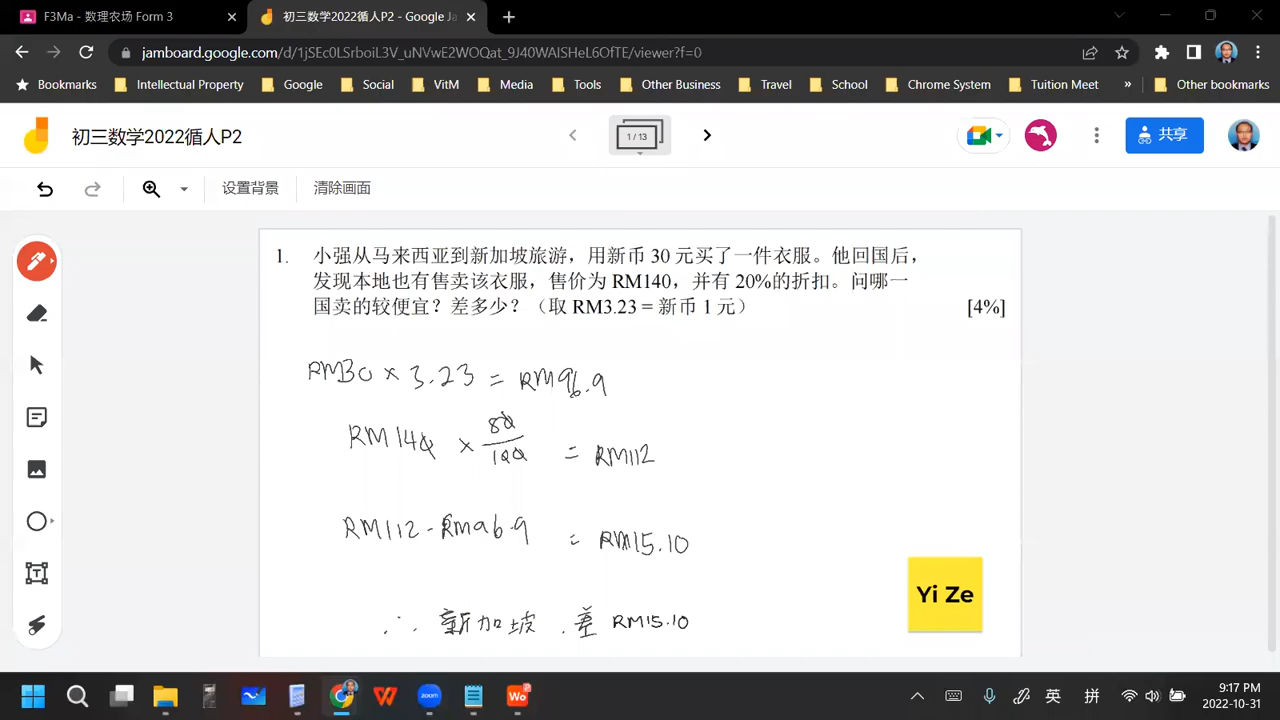 F3Ma - 数理农场 Form 3
初三数学2022循人P2 - Google Ja
jamboard.google.com/d/1jSEc0LSrboiL3V_uNVwE2WOQat_9J40WAISHeL6OfTE/viewer?f=0
Bookmarks Intellectual Property Google Social VitM Media Tools Other Business Travel School Chrome System Tuition Meet » Other bookmarks
初三数学2022循人P2
1 / 13
共享
设置背景 清除画面
1. 小强从马来西亚到新加坡旅游，用新币 30 元买了一件衣服。他回国后，
发现本地也有售卖该衣服，售价为 RM140，并有 20%的折扣。问哪一
国卖的较便宜？差多少？（取 RM3.23 = 新币 1 元） [4%]
RM30 × 3.23 = RM96.9
RM140 × 80/100 = RM112
RM112 - RM96.9 = RM15.10
∴ 新加坡 . 差 RM15.10
Yi Ze
W Wo 英 拼 9:17 PM
zoom 2022-10-31